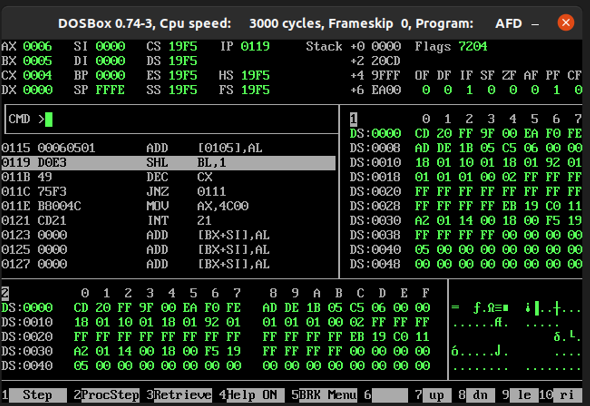 DOSBox 0.74-3, Cpu speed: 3000 cycles, Frameskip 0, Program: AFD
AX 0006 SI 0000 CS 19F5 IP 0119 Stack +0 0000 Flags 7204
BX 0005 DI 0000 DS 19F5 +2 20CD
CX 0004 BP 0000 ES 19F5 HS 19F5 +4 9FFF OF DF IF SF ZF AF PF CF
DX 0000 SP FFFE SS 19F5 FS 19F5 +6 EA00 0 0 1 0 0 0 1 0
CMD >
1 0 1 2 3 4 5 6 7
DS:0000 CD 20 FF 9F 00 EA F0 FE
0115 00060501 ADD [0105],AL DS:0008 AD DE 1B 05 C5 06 00 00
0119 D0E3 SHL BL,1 DS:0010 18 01 10 01 18 01 92 01
011B 49 DEC CX DS:0018 01 01 01 00 02 FF FF FF
011C 75F3 JNZ 0111 DS:0020 FF FF FF FF FF FF FF FF
011E B8004C MOV AX,4C00 DS:0028 FF FF FF FF EB 19 C0 11
0121 CD21 INT 21 DS:0030 A2 01 14 00 18 00 F5 19
0123 0000 ADD [BX+SI],AL DS:0038 FF FF FF FF 00 00 00 00
0125 0000 ADD [BX+SI],AL DS:0040 05 00 00 00 00 00 00 00
0127 0000 ADD [BX+SI],AL DS:0048 00 00 00 00 00 00 00 00
2 0 1 2 3 4 5 6 7 8 9 A B C D E F
DS:0000 CD 20 FF 9F 00 EA F0 FE AD DE 1B 05 C5 06 00 00
DS:0010 18 01 10 01 18 01 92 01 01 01 01 00 02 FF FF FF
DS:0020 FF FF FF FF FF FF FF FF FF FF FF FF EB 19 C0 11
DS:0030 A2 01 14 00 18 00 F5 19 FF FF FF FF 00 00 00 00
DS:0040 05 00 00 00 00 00 00 00 00 00 00 00 00 00 00 00
1 Step 2ProcStep 3Retrieve 4Help ON 5BRK Menu 6 7 up 8 dn 9 le 10 ri